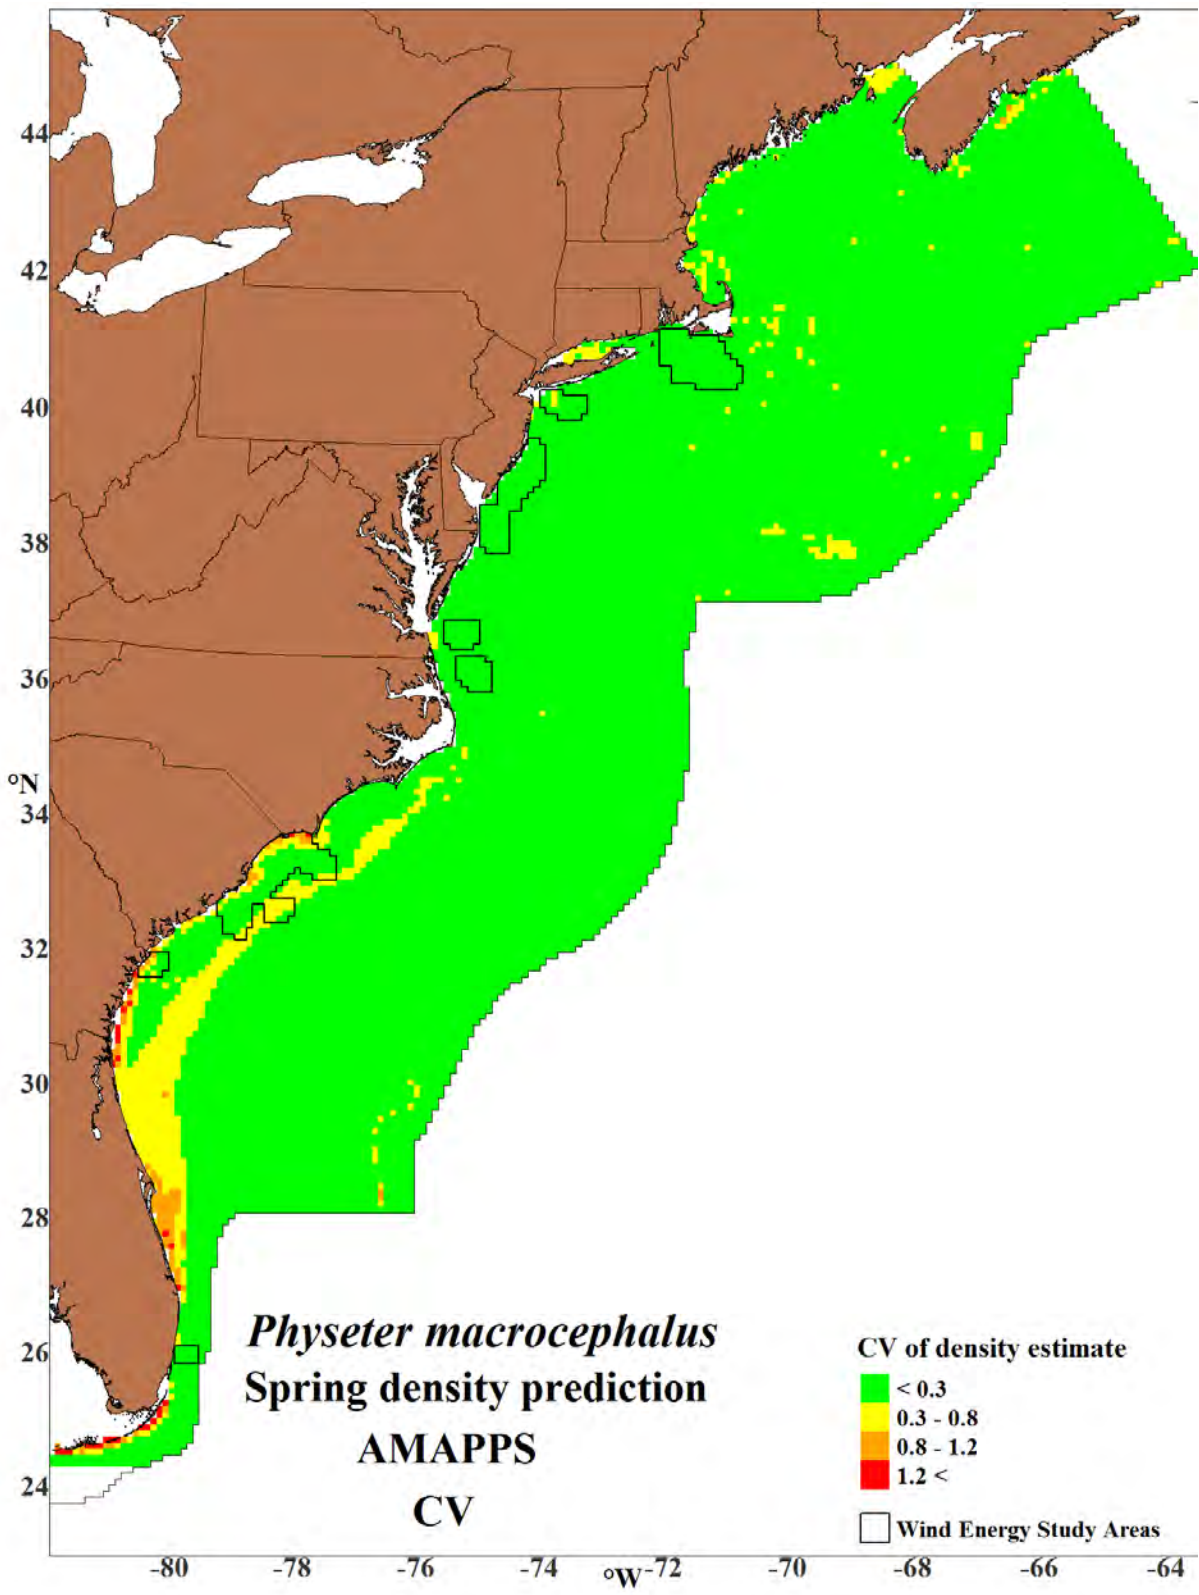 44
42
40
38
36
°N
34
32
30
28
26
24
Physeter macrocephalus
Spring density prediction
AMAPPS
CV
CV of density estimate
< 0.3
0.3 - 0.8
0.8 - 1.2
1.2 <
Wind Energy Study Areas
-80 -78 -76 -74 °W -72 -70 -68 -66 -64